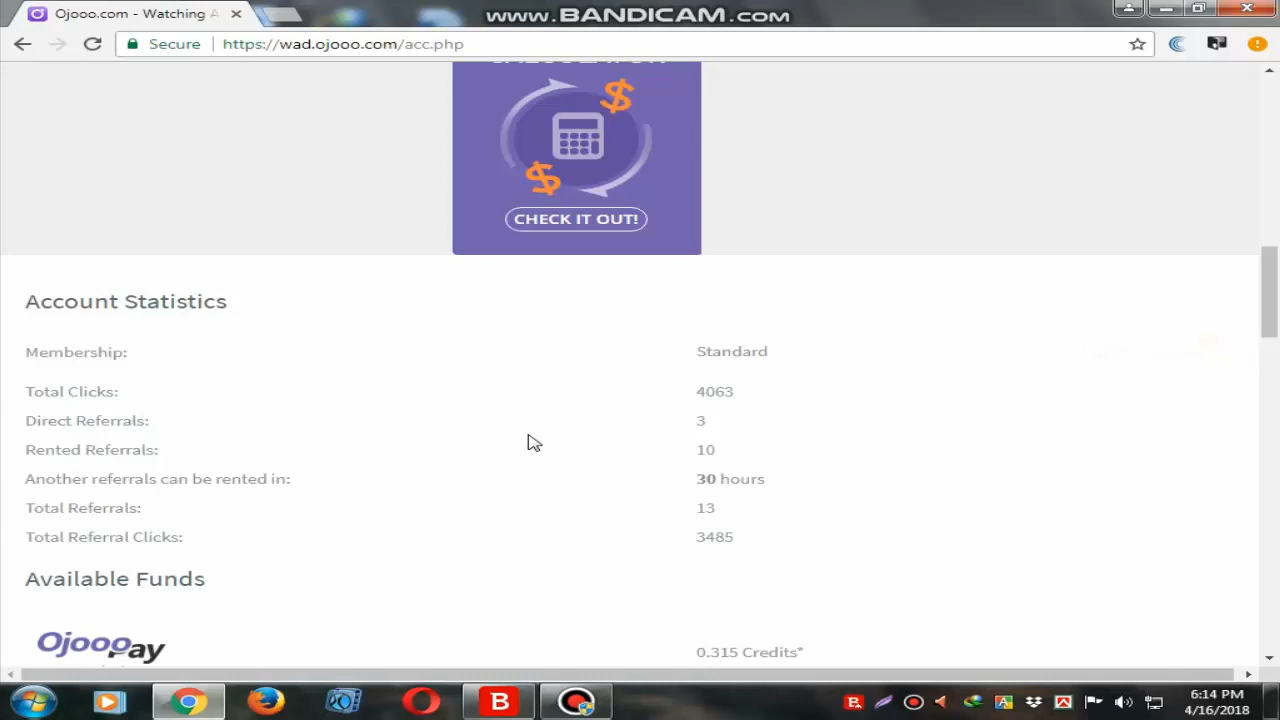 Ojooo.com - Watching A
www.BANDICAM.com
Secure
https://wad.ojooo.com/acc.php
$
$
CHECK IT OUT!
Account Statistics
Membership: Standard
Total Clicks: 4063
Direct Referrals: 3
Rented Referrals: 10
Another referrals can be rented in: 30 hours
Total Referrals: 13
Total Referral Clicks: 3485
Available Funds
OjoooPay 0.315 Credits*
6:14 PM
4/16/2018